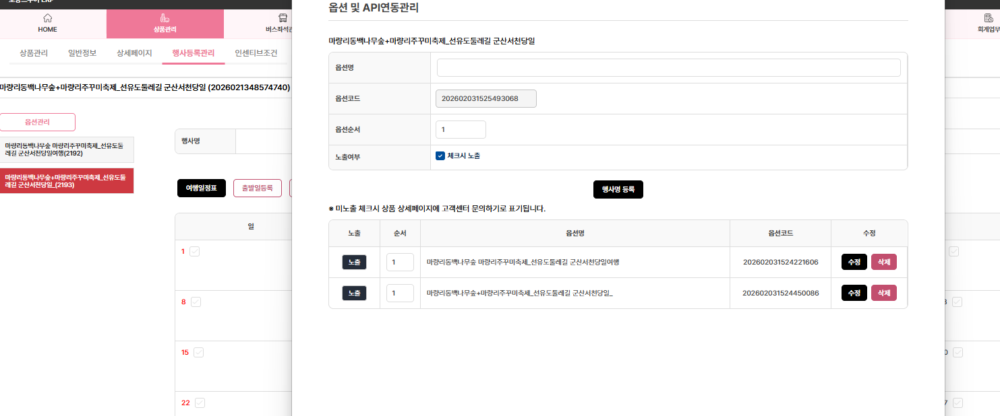 옵션 및 API연동관리
HOME
상품관리
버스좌석관
회계업무
상품관리
일반정보
상세페이지
행사등록관리
인센티브조건
마량리동백나무숲+마량리주꾸미축제_선유도둘레길 군산서천당일 (2026021348574740)
옵션관리
마량리동백나무숲 마량리주꾸미축제_선유도둘
레길 군산서천당일여행(2192)
마량리동백나무숲+마량리주꾸미축제_선유도둘
레길 군산서천당일_(2193)
행사명
여행일정표
출발일등록
일
1
8
15
22
마량리동백나무숲+마량리주꾸미축제_선유도둘레길 군산서천당일
옵션명
옵션코드
202602031525493068
옵션순서
1
노출여부
체크시 노출
행사명 등록
※ 미노출 체크시 상품 상세페이지에 고객센터 문의하기로 표기됩니다.
노출 순서 옵션명 옵션코드 수정
노출 1 마량리동백나무숲 마량리주꾸미축제_선유도둘레길 군산서천당일여행 202602031524221606 수정 삭제
노출 1 마량리동백나무숲+마량리주꾸미축제_선유도둘레길 군산서천당일_ 202602031524450086 수정 삭제